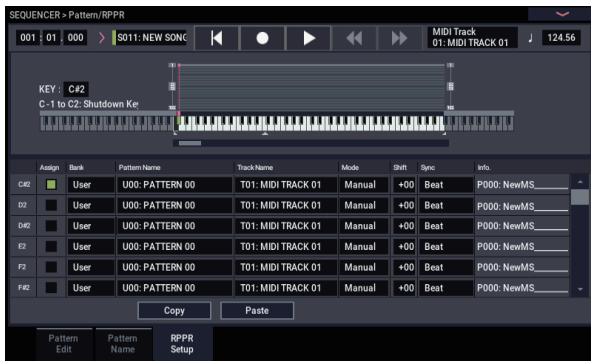 SEQUENCER > Pattern/RPPR
001 : 01 . 000 > S011: NEW SONG MIDI Track
01: MIDI TRACK 01 ♩ 124.56
KEY : C#2
C-1 to C2: Shutdown Key
Assign Bank Pattern Name Track Name Mode Shift Sync Info.
C#2 User U00: PATTERN 00 T01: MIDI TRACK 01 Manual +00 Beat P000: NewMS______
D2 User U00: PATTERN 00 T01: MIDI TRACK 01 Manual +00 Beat P000: NewMS______
D#2 User U00: PATTERN 00 T01: MIDI TRACK 01 Manual +00 Beat P000: NewMS______
E2 User U00: PATTERN 00 T01: MIDI TRACK 01 Manual +00 Beat P000: NewMS______
F2 User U00: PATTERN 00 T01: MIDI TRACK 01 Manual +00 Beat P000: NewMS______
F#2 User U00: PATTERN 00 T01: MIDI TRACK 01 Manual +00 Beat P000: NewMS______
Copy Paste
Pattern Edit Pattern Name RPPR Setup